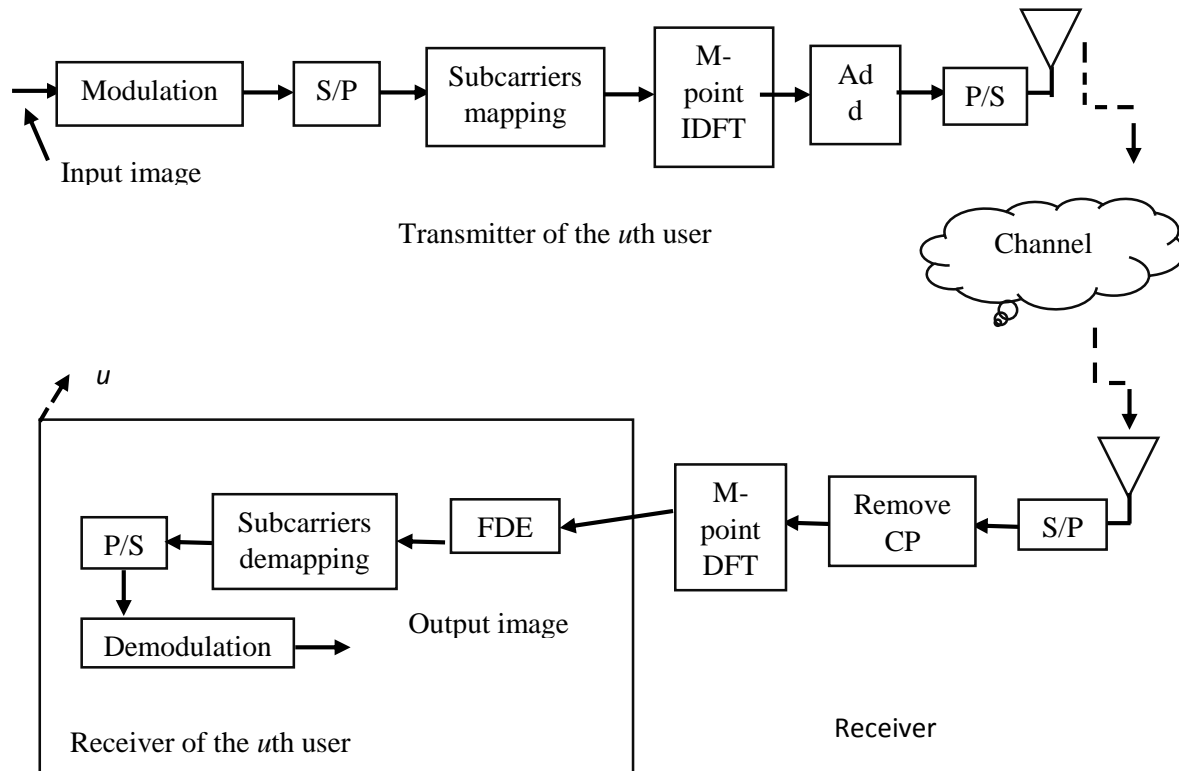 Modulation
S/P
Subcarriers
mapping
M-
point
IDFT
Ad
d
P/S
Input image
Transmitter of the uth user
Channel
u
P/S
Subcarriers
demapping
FDE
M-
point
DFT
Remove
CP
S/P
Demodulation
Output image
Receiver of the uth user
Receiver